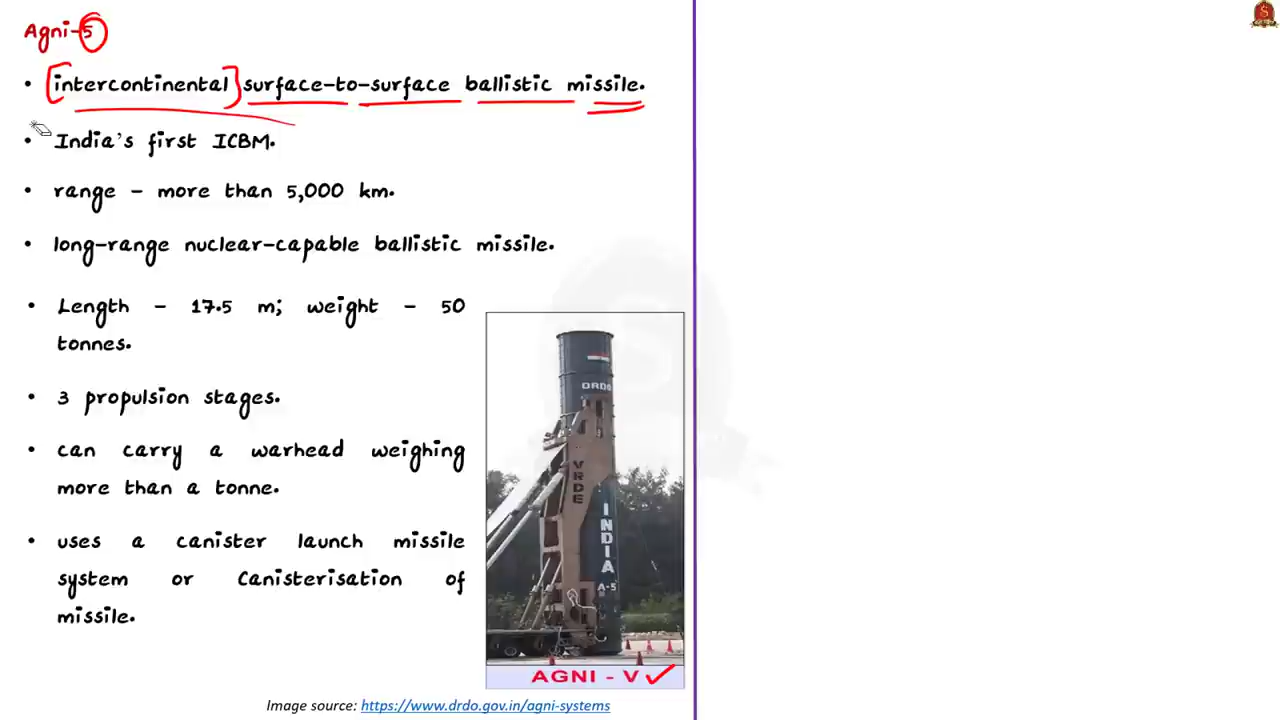 Agni-5
• intercontinental surface-to-surface ballistic missile.
• India's first ICBM.
• range – more than 5,000 km.
• long-range nuclear-capable ballistic missile.
• Length – 17.5 m; weight – 50
tonnes.
• 3 propulsion stages.
• can carry a warhead weighing
more than a tonne.
• uses a canister launch missile
system or Canisterisation of
missile.
DRDO
VRDE
INDIA
A-5
AGNI - V
Image source: https://www.drdo.gov.in/agni-systems